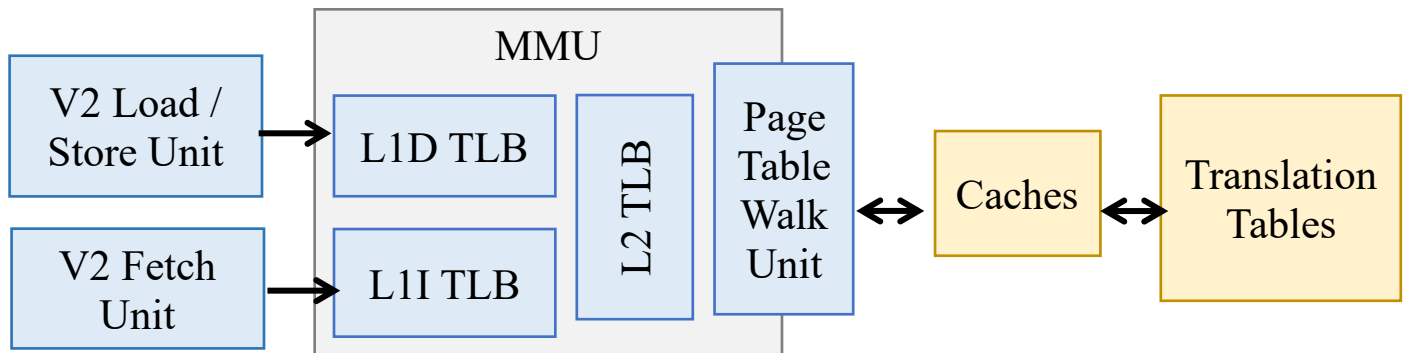 MMU
V2 Load /
Store Unit
L1D TLB
V2 Fetch
Unit
L1I TLB
L2 TLB
Page
Table
Walk
Unit
Caches
Translation
Tables